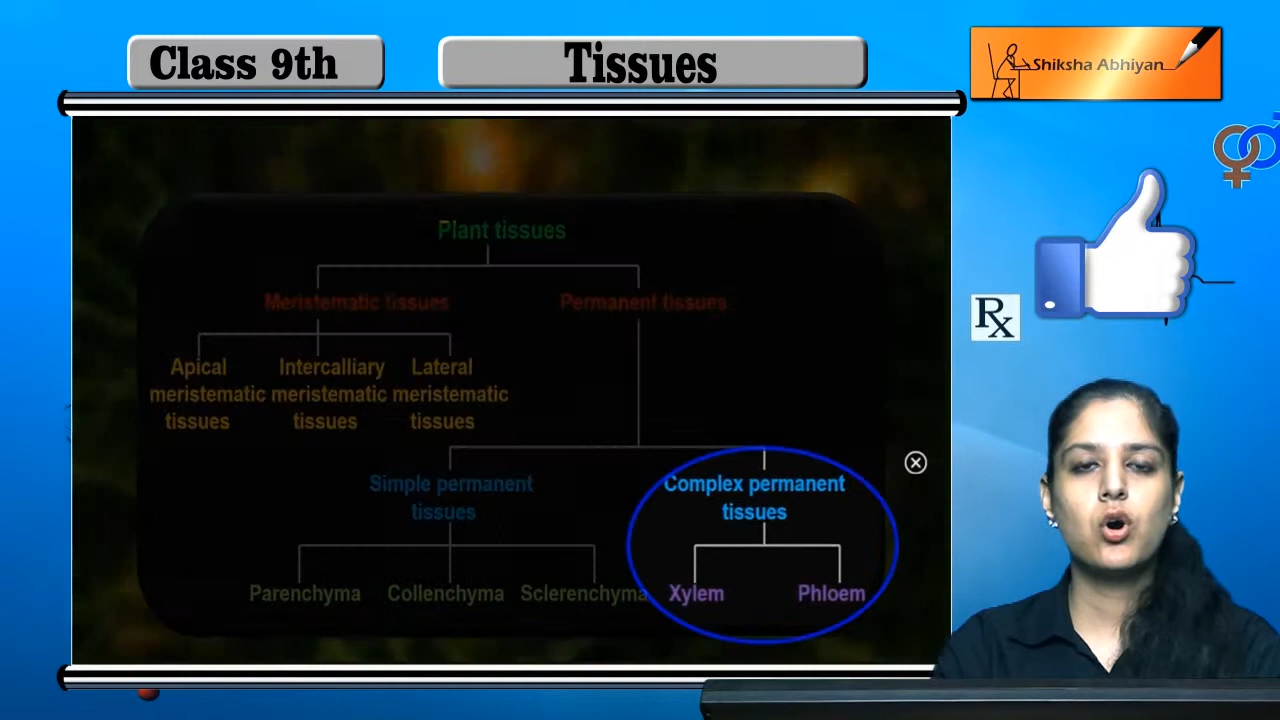 Class 9th
Tissues
Shiksha Abhiyan
Plant tissues
Meristematic tissues
Permanent tissues
Apical
meristematic
tissues
Intercalliary
meristematic
tissues
Lateral
meristematic
tissues
Simple permanent
tissues
Complex permanent
tissues
Parenchyma
Collenchyma
Sclerenchyma
Xylem
Phloem
Rx